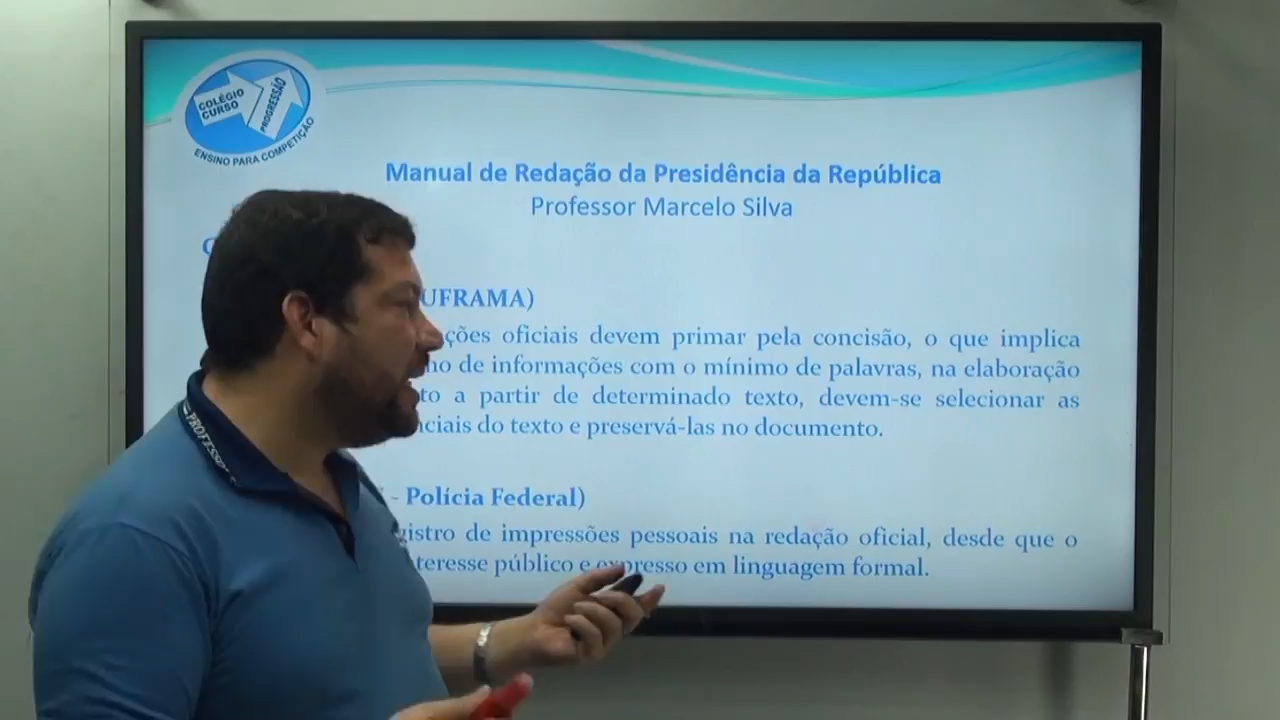 COLÉGIO
CURSO
PROGRESSÃO
ENSINO PARA COMPETIÇÃO
Manual de Redação da Presidência da República
Professor Marcelo Silva
UFRAMA)
ções oficiais devem primar pela concisão, o que implica
de informações com o mínimo de palavras, na elaboração
a partir de determinado texto, devem-se selecionar as
nciais do texto e preservá-las no documento.
- Polícia Federal)
gistro de impressões pessoais na redação oficial, desde que o
teresse público e expresso em linguagem formal.
PROFESS